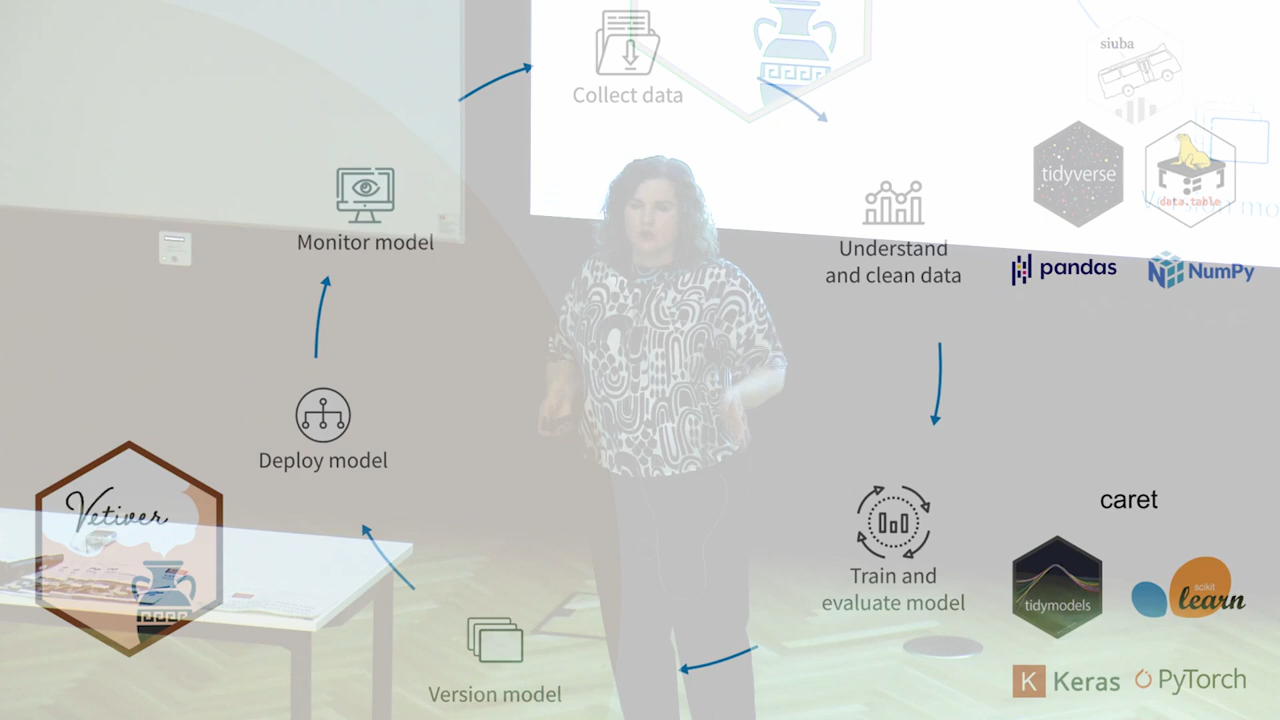 Collect data
siuba
tidyverse
data.table
Monitor model
Understand
and clean data
pandas
NumPy
Deploy model
Vetiver
caret
Train and
evaluate model
tidymodels
scikit
learn
Version model
Keras
PyTorch